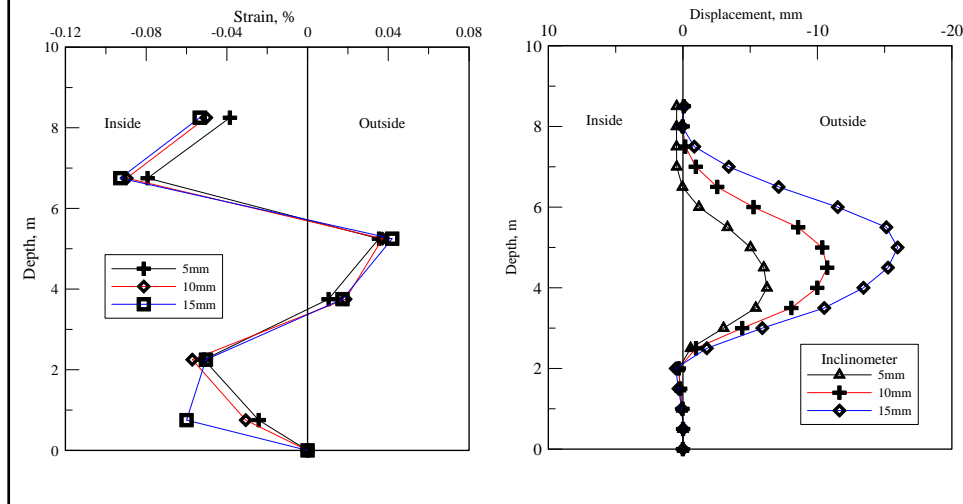 Strain, %
-0.12 -0.08 -0.04 0 0.04 0.08
10
8
6
4
2
0
Depth, m
Inside
Outside
5mm
10mm
15mm
Displacement, mm
10 0 -10 -20
10
8
6
4
2
0
Depth, m
Inside
Outside
Inclinometer
5mm
10mm
15mm